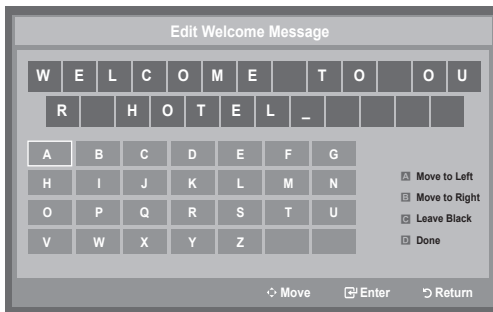 Edit Welcome Message
W E L C O M E   T O   O U
R   H O T E L _
A B C D E F G
H I J K L M N
O P Q R S T U
V W X Y Z
A Move to Left
B Move to Right
C Leave Black
D Done
Move Enter Return